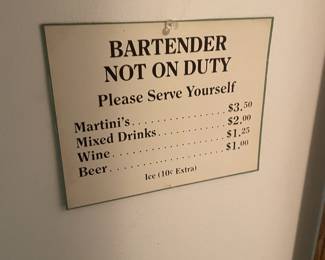 BARTENDER
NOT ON DUTY
Please Serve Yourself
Martini's..................$3.50
Mixed Drinks...........$2.00
Wine......................$1.25
Beer......................$1.00
Ice (10¢ Extra)